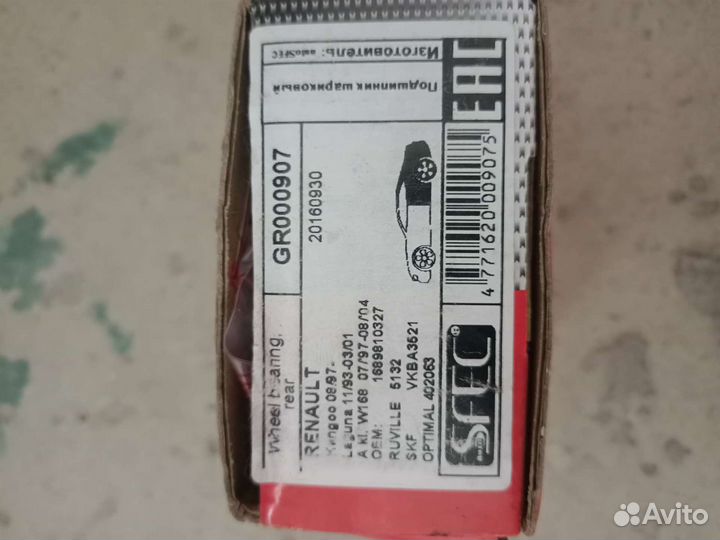 Wheel bearing,
rear
GR000907
20160930
RENAULT
Kangoo 08/97-
Laguna 11/93-03/01
A kl. W168 07/97-08/04
OEM: 1689810327
RUVILLE 5132
SKF VKBA3521
OPTIMAL 402063
Подшипник шариковый
Изготовитель: autoSPEC
EAC
4 771620 009075
Avito